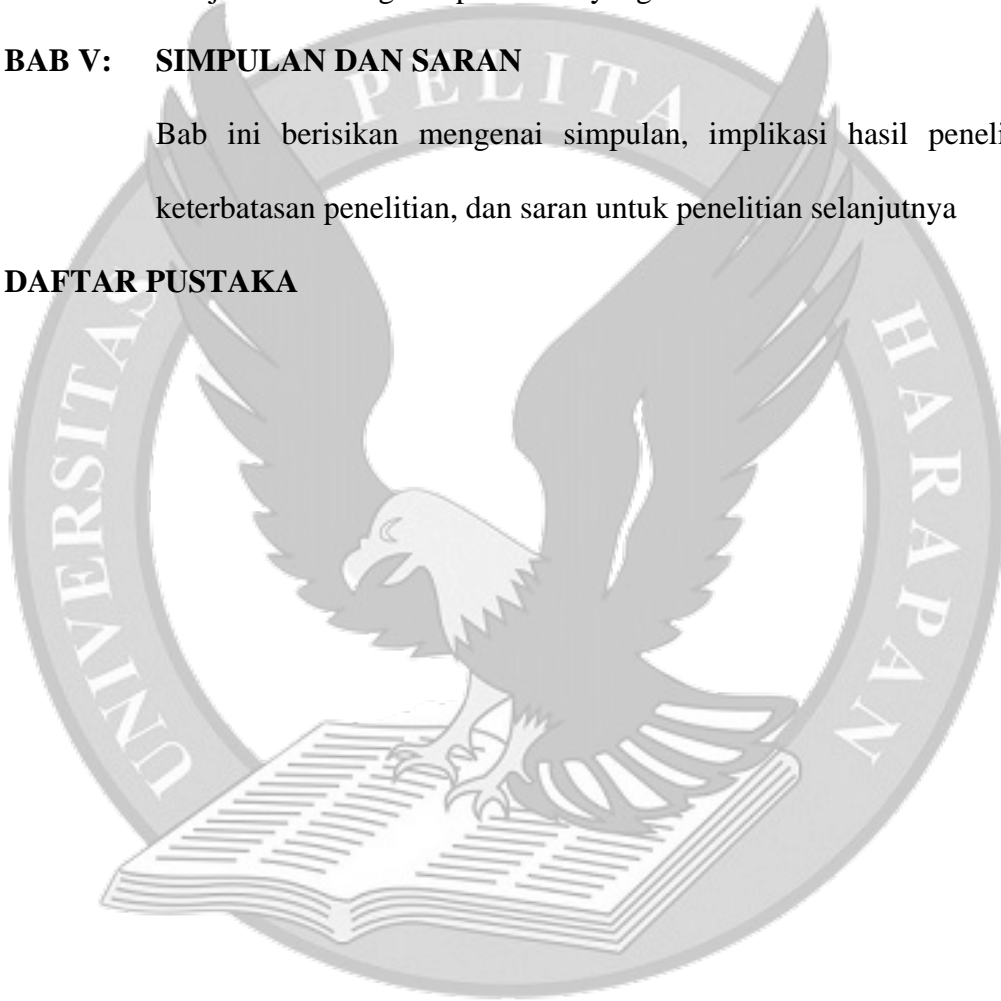 BAB V: SIMPULAN DAN SARAN
Bab ini berisikan mengenai simpulan, implikasi hasil
keterbatasan penelitian, dan saran untuk penelitian selanjutnya
DAFTAR PUSTAKA
UNIVERSITAS PELITA HARAPAN